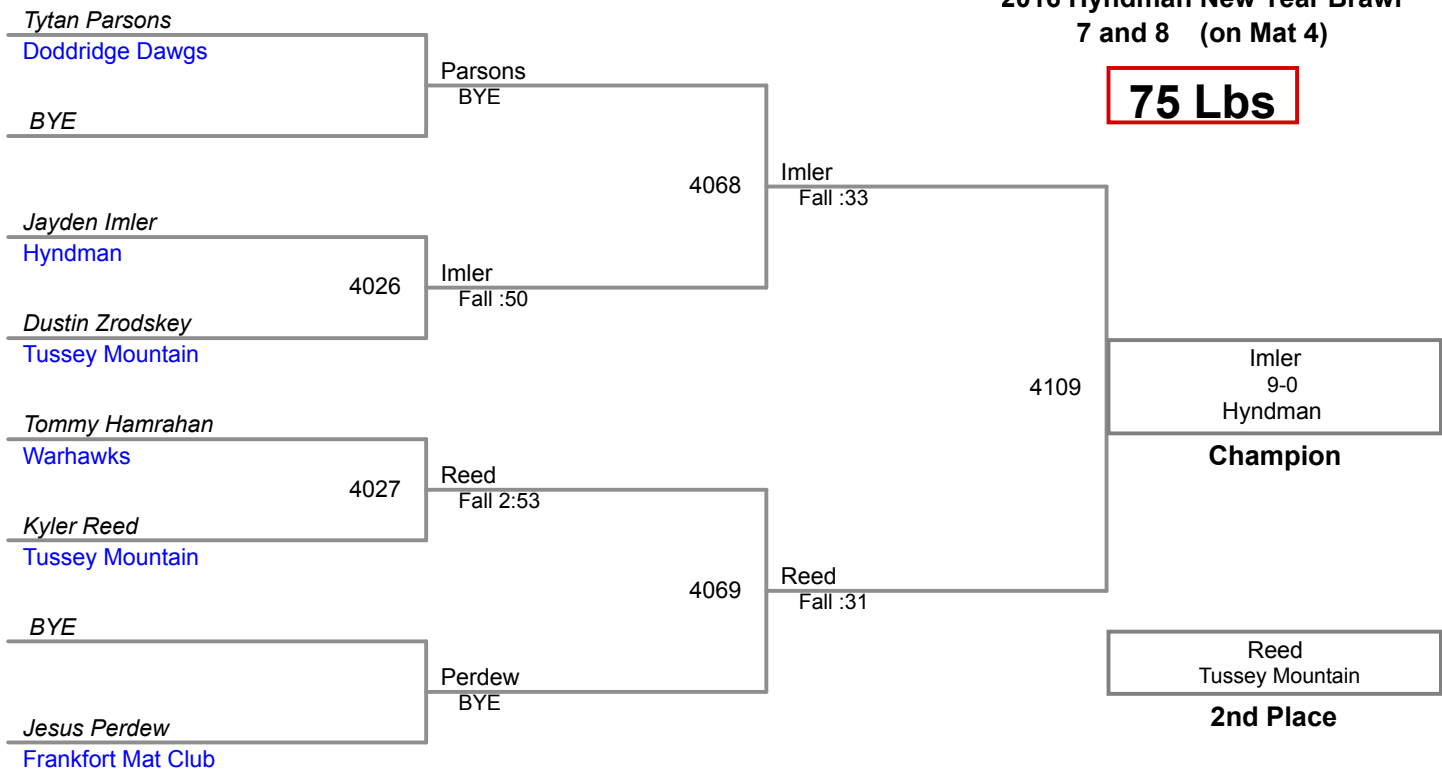 2016 Hyndman New Year Brawl
7 and 8 (on Mat 4)
75 Lbs
Tytan Parsons
Doddridge Dawgs
BYE
Jayden Imler
Hyndman
Dustin Zrodskey
Tussey Mountain
Tommy Hamrahan
Warhawks
Kyler Reed
Tussey Mountain
BYE
Jesus Perdew
Frankfort Mat Club
4026
4027
Parsons
BYE
Imler
Fall :50
Reed
Fall 2:53
Perdew
BYE
4068
4069
Imler
Fall :33
Reed
Fall :31
4109
Imler
9-0
Hyndman
Champion
Reed
Tussey Mountain
2nd Place